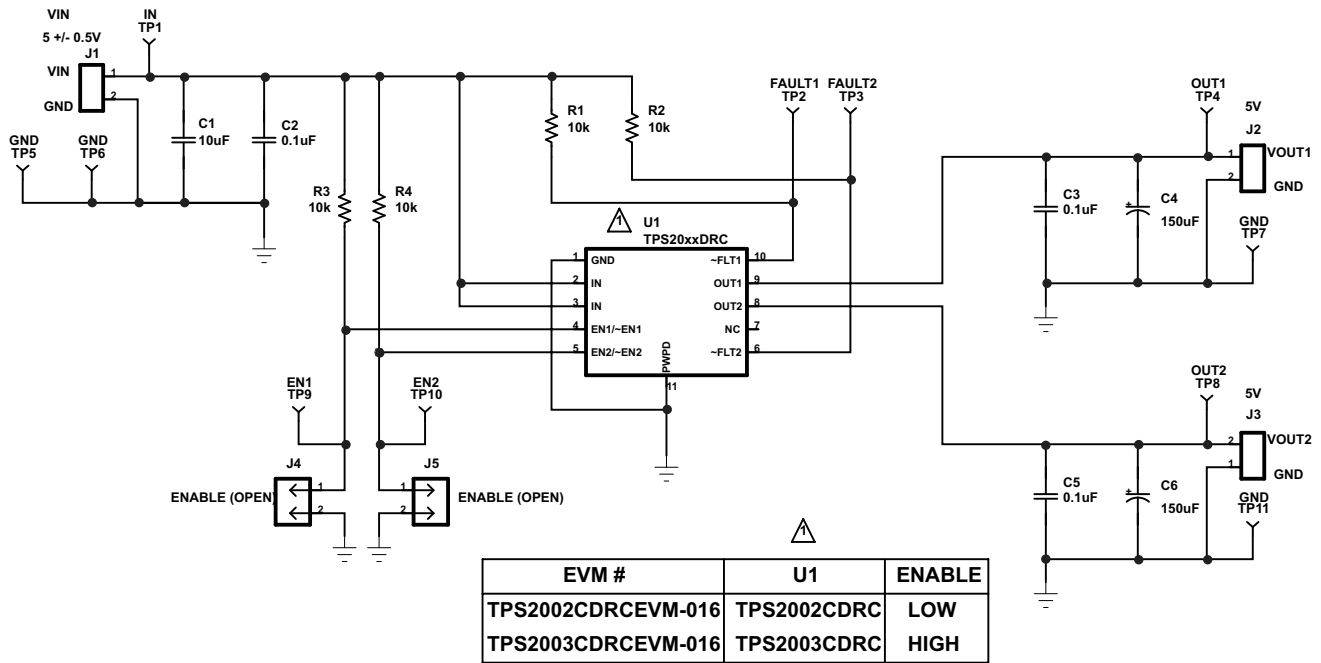 VIN
5 +/- 0.5V
J1
VIN
1
2
GND
IN
TP1
GND
TP5
GND
TP6
C1
10uF
C2
0.1uF
R3
10k
R4
10k
R1
10k
R2
10k
FAULT1
TP2
FAULT2
TP3
1
U1
TPS20xxDRC
1
GND
2
IN
3
IN
4
EN1/~EN1
5
EN2/~EN2
~FLT1
10
OUT1
9
OUT2
8
NC
7
~FLT2
6
PWPD
11
OUT1
TP4
5V
J2
1
VOUT1
2
GND
C3
0.1uF
+
C4
150uF
GND
TP7
OUT2
TP8
5V
J3
2
VOUT2
1
GND
C5
0.1uF
+
C6
150uF
GND
TP11
EN1
TP9
EN2
TP10
J4
1
2
ENABLE (OPEN)
J5
1
2
ENABLE (OPEN)
1
EVM # U1 ENABLE
TPS2002CDRCEVM-016 TPS2002CDRC LOW
TPS2003CDRCEVM-016 TPS2003CDRC HIGH